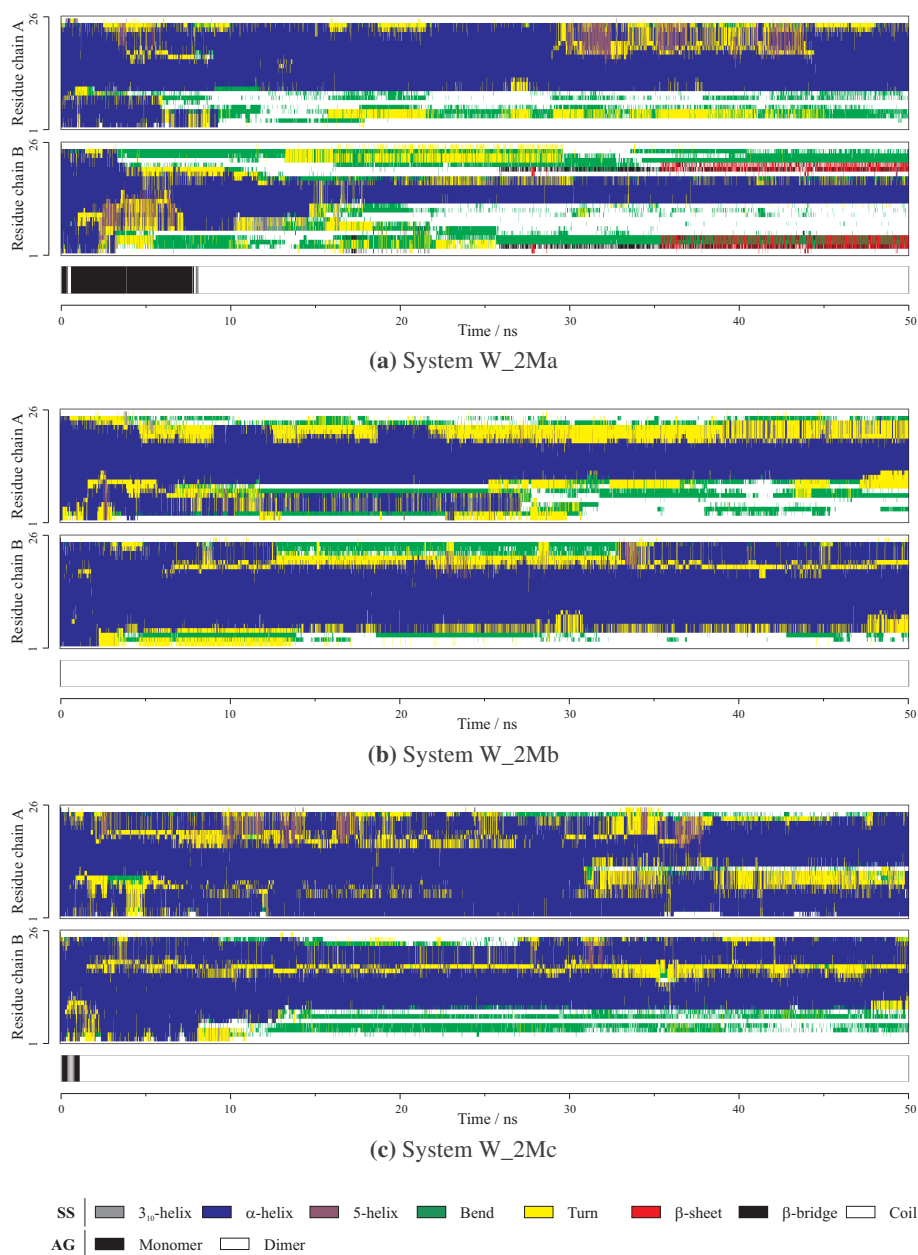 26
Residue chain A
1
26
Residue chain B
1
0 10 20 30 40 50
Time / ns
(a) System W_2Ma
26
Residue chain A
1
26
Residue chain B
1
0 10 20 30 40 50
Time / ns
(b) System W_2Mb
26
Residue chain A
1
26
Residue chain B
1
0 10 20 30 40 50
Time / ns
(c) System W_2Mc
SS 3₁₀-helix α-helix 5-helix Bend Turn β-sheet β-bridge Coil
AG Monomer Dimer